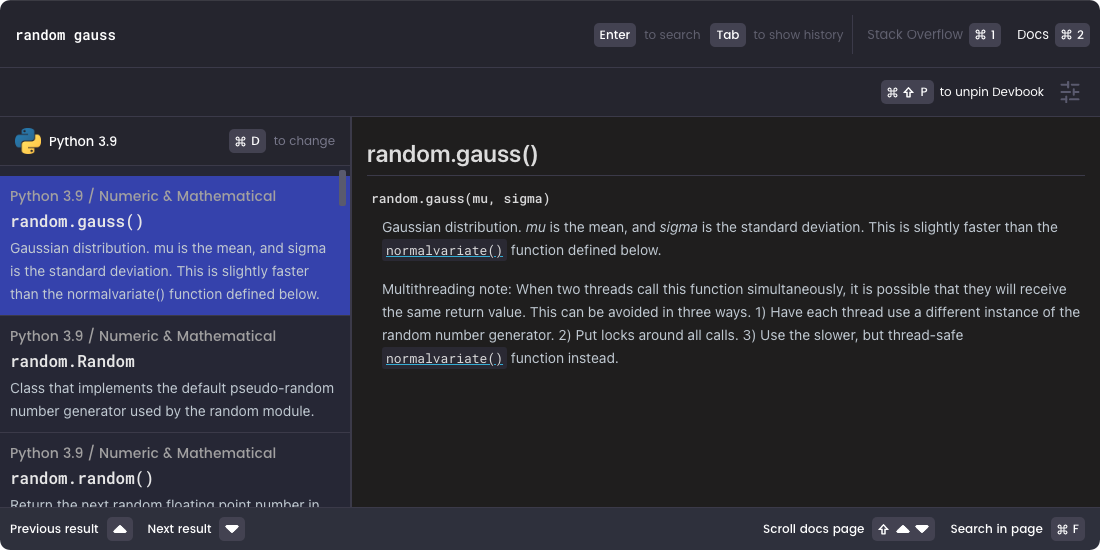 random gauss
Enter to search Tab to show history Stack Overflow ⌘ 1 Docs ⌘ 2
⌘ ⇧ P to unpin Devbook
Python 3.9 ⌘ D to change
Python 3.9 / Numeric & Mathematical
random.gauss()
Gaussian distribution. mu is the mean, and sigma
is the standard deviation. This is slightly faster
than the normalvariate() function defined below.
Python 3.9 / Numeric & Mathematical
random.Random
Class that implements the default pseudo-random
number generator used by the random module.
Python 3.9 / Numeric & Mathematical
random.random()
Return the next random floating point number in
random.gauss()
random.gauss(mu, sigma)
Gaussian distribution. mu is the mean, and sigma is the standard deviation. This is slightly faster than the
normalvariate() function defined below.
Multithreading note: When two threads call this function simultaneously, it is possible that they will receive
the same return value. This can be avoided in three ways. 1) Have each thread use a different instance of the
random number generator. 2) Put locks around all calls. 3) Use the slower, but thread-safe
normalvariate() function instead.
Previous result Next result Scroll docs page ⇧ Search in page ⌘ F